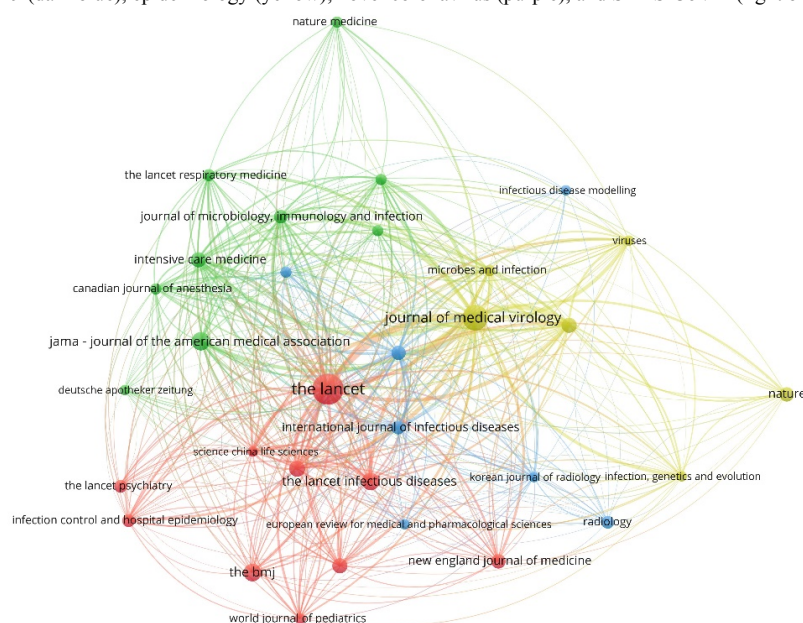 nature medicine
the lancet respiratory medicine
infectious disease modelling
journal of microbiology, immunology and infection
viruses
intensive care medicine
microbes and infection
canadian journal of anesthesia
journal of medical virology
jama - journal of the american medical association
the lancet
deutsche apotheker zeitung
nature
international journal of infectious diseases
science china life sciences
the lancet psychiatry
the lancet infectious diseases
korean journal of radiology
infection, genetics and evolution
infection control and hospital epidemiology
european review for medical and pharmacological sciences
radiology
new england journal of medicine
the bmj
world journal of pediatrics